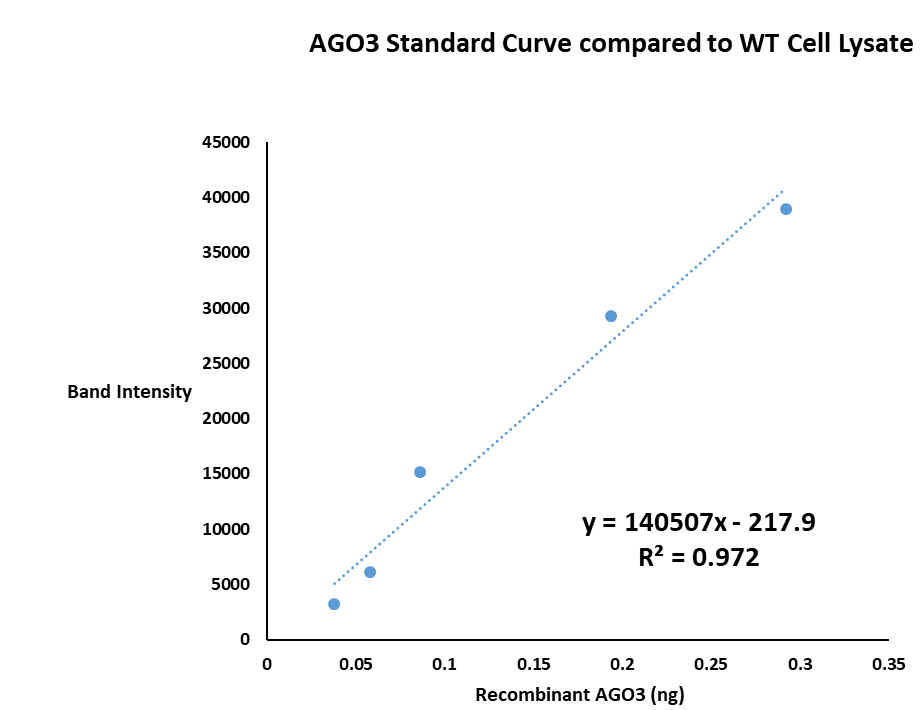 AGO3 Standard Curve compared to WT Cell Lysate
45000
40000
35000
30000
25000
Band Intensity
20000
15000
10000
5000
0
y = 140507x - 217.9
R² = 0.972
0 0.05 0.1 0.15 0.2 0.25 0.3 0.35
Recombinant AGO3 (ng)